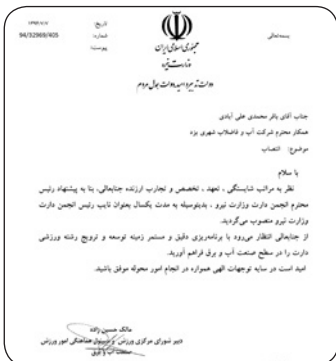 بسمه‌تعالی
جمهوری اسلامی ایران
وزارت نیرو
تاریخ:
شماره: 94/32969/405
پیوست:
دولت تدبیر و امید، دولت همدلی مردم
جناب آقای باقر محمدی علی آبادی
همکار محترم شرکت آب و فاضلاب شهری یزد
موضوع: انتصاب
با سلام
نظر به مراتب شایستگی ، تعهد ، تخصص و تجارب ارزنده جنابعالی، بنا به پیشنهاد رئیس
محترم انجمن دارت وزارت نیرو ، بدینوسیله به مدت یکسال بعنوان نایب رئیس انجمن دارت
وزارت نیرو منصوب می‌گردید.
از جنابعالی انتظار می‌رود با برنامه‌ریزی دقیق و مستمر زمینه توسعه و ترویج رشته ورزشی
دارت را در سطح صنعت آب و برق فراهم آورید.
امید است در سایه توجهات الهی همواره در انجام امور محوله موفق باشید.
مالک حسین زاده
دبیر شورای مرکزی ورزش و مسئول هماهنگی امور ورزش
صنعت آب و برق